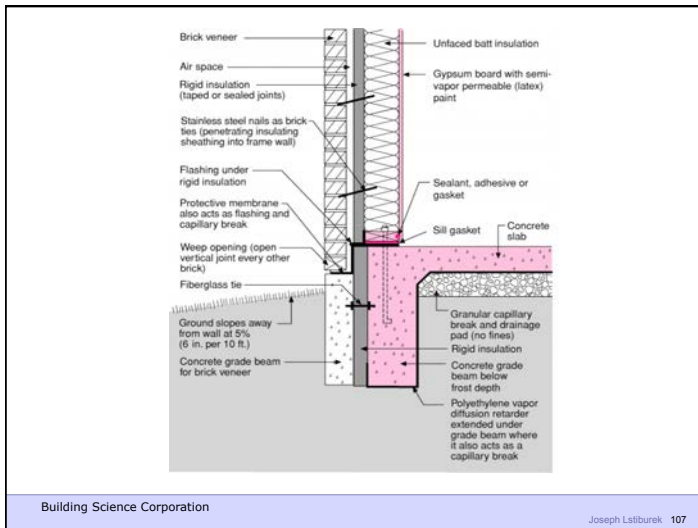 Brick veneer
Air space
Rigid insulation
(taped or sealed joints)
Stainless steel nails as brick
ties (penetrating insulating
sheathing into frame wall)
Flashing under
rigid insulation
Protective membrane
also acts as flashing and
capillary break
Weep opening (open
vertical joint every other
brick)
Fiberglass tie
Ground slopes away
from wall at 5%
(6 in. per 10 ft.)
Concrete grade beam
for brick veneer
Unfaced batt insulation
Gypsum board with semi-
vapor permeable (latex)
paint
Sealant, adhesive or
gasket
Sill gasket
Concrete
slab
Granular capillary
break and drainage
pad (no fines)
Rigid insulation
Concrete grade
beam below
frost depth
Polyethylene vapor
diffusion retarder
extended under
grade beam where
it also acts as a
capillary break
Building Science Corporation
Joseph Lstiburek 107